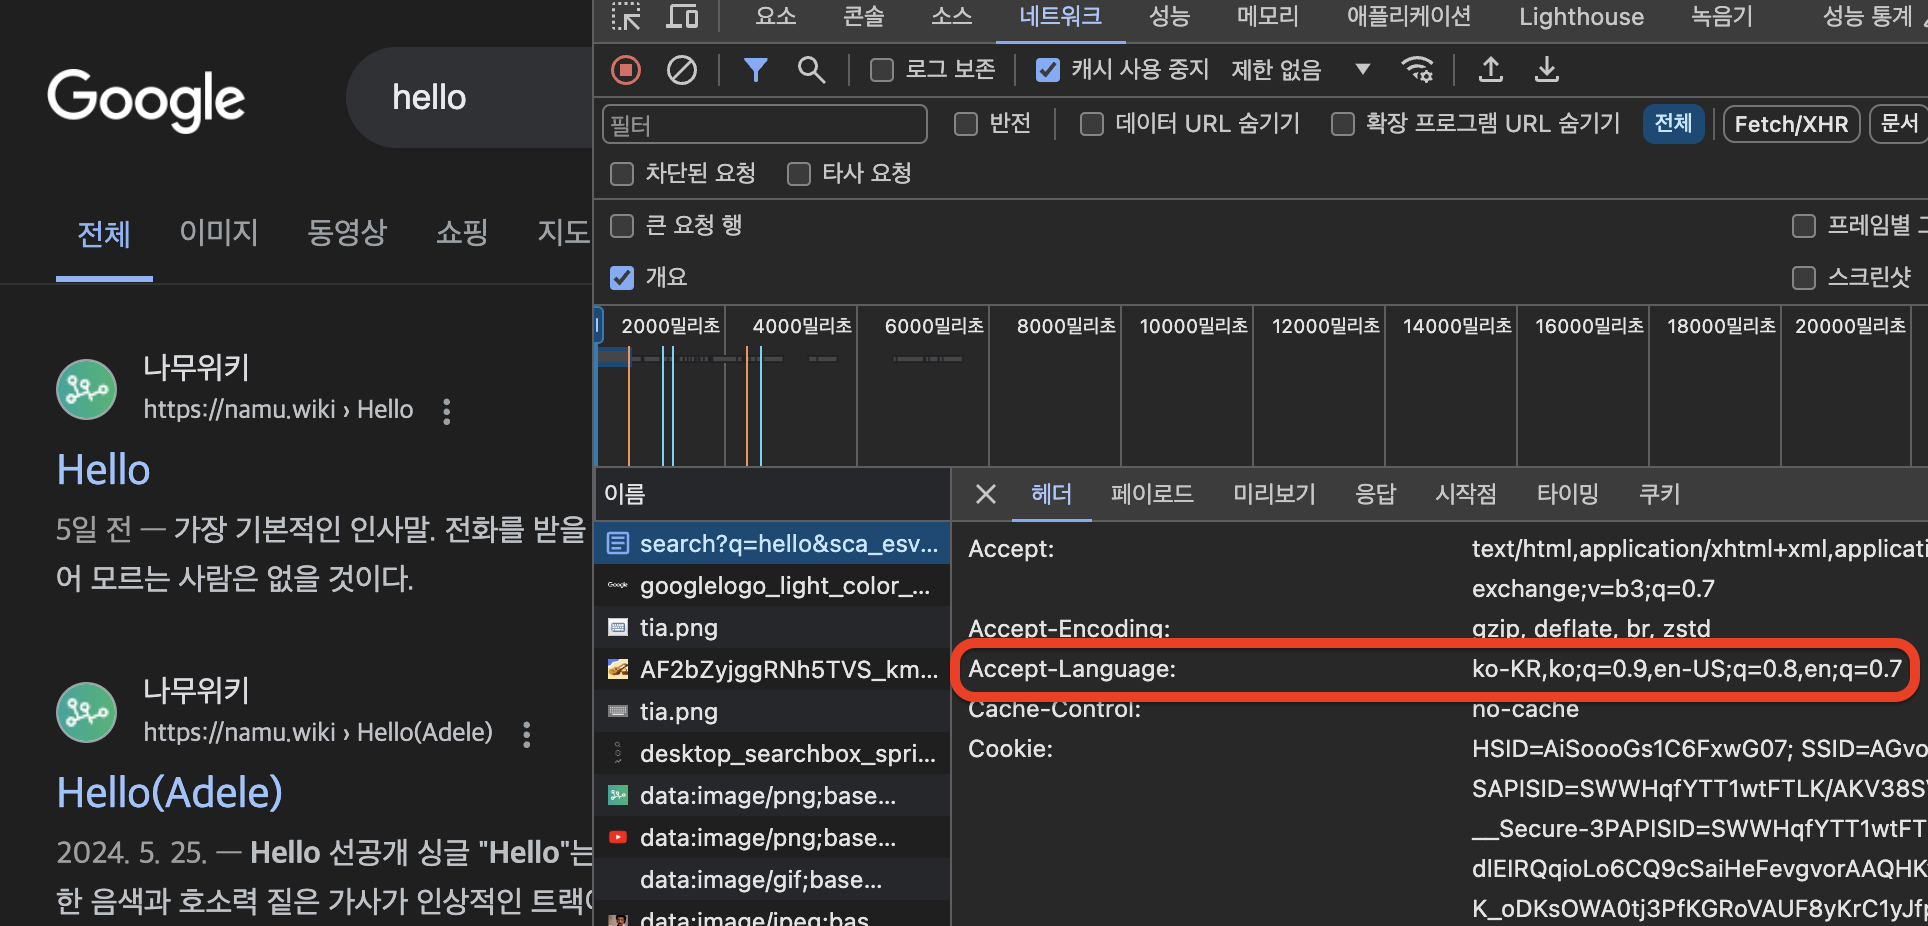 Google
hello
전체
이미지
동영상
쇼핑
지도
나무위키
https://namu.wiki › Hello
Hello
5일 전 — 가장 기본적인 인사말. 전화를 받을
어 모르는 사람은 없을 것이다.
나무위키
https://namu.wiki › Hello(Adele)
Hello(Adele)
2024. 5. 25. — Hello 선공개 싱글 "Hello"는
한 음색과 호소력 짙은 가사가 인상적인 트랙
요소
콘솔
소스
네트워크
성능
메모리
애플리케이션
Lighthouse
녹음기
성능 통계
로그 보존
캐시 사용 중지
제한 없음
필터
반전
데이터 URL 숨기기
확장 프로그램 URL 숨기기
전체
Fetch/XHR
문서
차단된 요청
타사 요청
큰 요청 행
프레임별
개요
스크린샷
2000밀리초
4000밀리초
6000밀리초
8000밀리초
10000밀리초
12000밀리초
14000밀리초
16000밀리초
18000밀리초
20000밀리초
이름
search?q=hello&sca_esv...
googlelogo_light_color_...
tia.png
AF2bZyjggRNh5TVS_km...
tia.png
desktop_searchbox_spri...
data:image/png;base...
data:image/png;base...
data:image/gif;base...
data:image/jpeg;bas
헤더
페이로드
미리보기
응답
시작점
타이밍
쿠키
Accept: text/html,application/xhtml+xml,applicati
exchange;v=b3;q=0.7
Accept-Encoding: gzip, deflate, br, zstd
Accept-Language: ko-KR,ko;q=0.9,en-US;q=0.8,en;q=0.7
Cache-Control: no-cache
Cookie: HSID=AiSoooGs1C6FxwG07; SSID=AGvo
SAPISID=SWWHqfYTT1wtFTLK/AKV38S
__Secure-3PAPISID=SWWHqfYTT1wtFT
dlEIRQqioLo6CQ9cSaiHeFevgvorAAQHK
K_oDKsOWA0tj3PfKGRoVAUF8yKrC1yJf